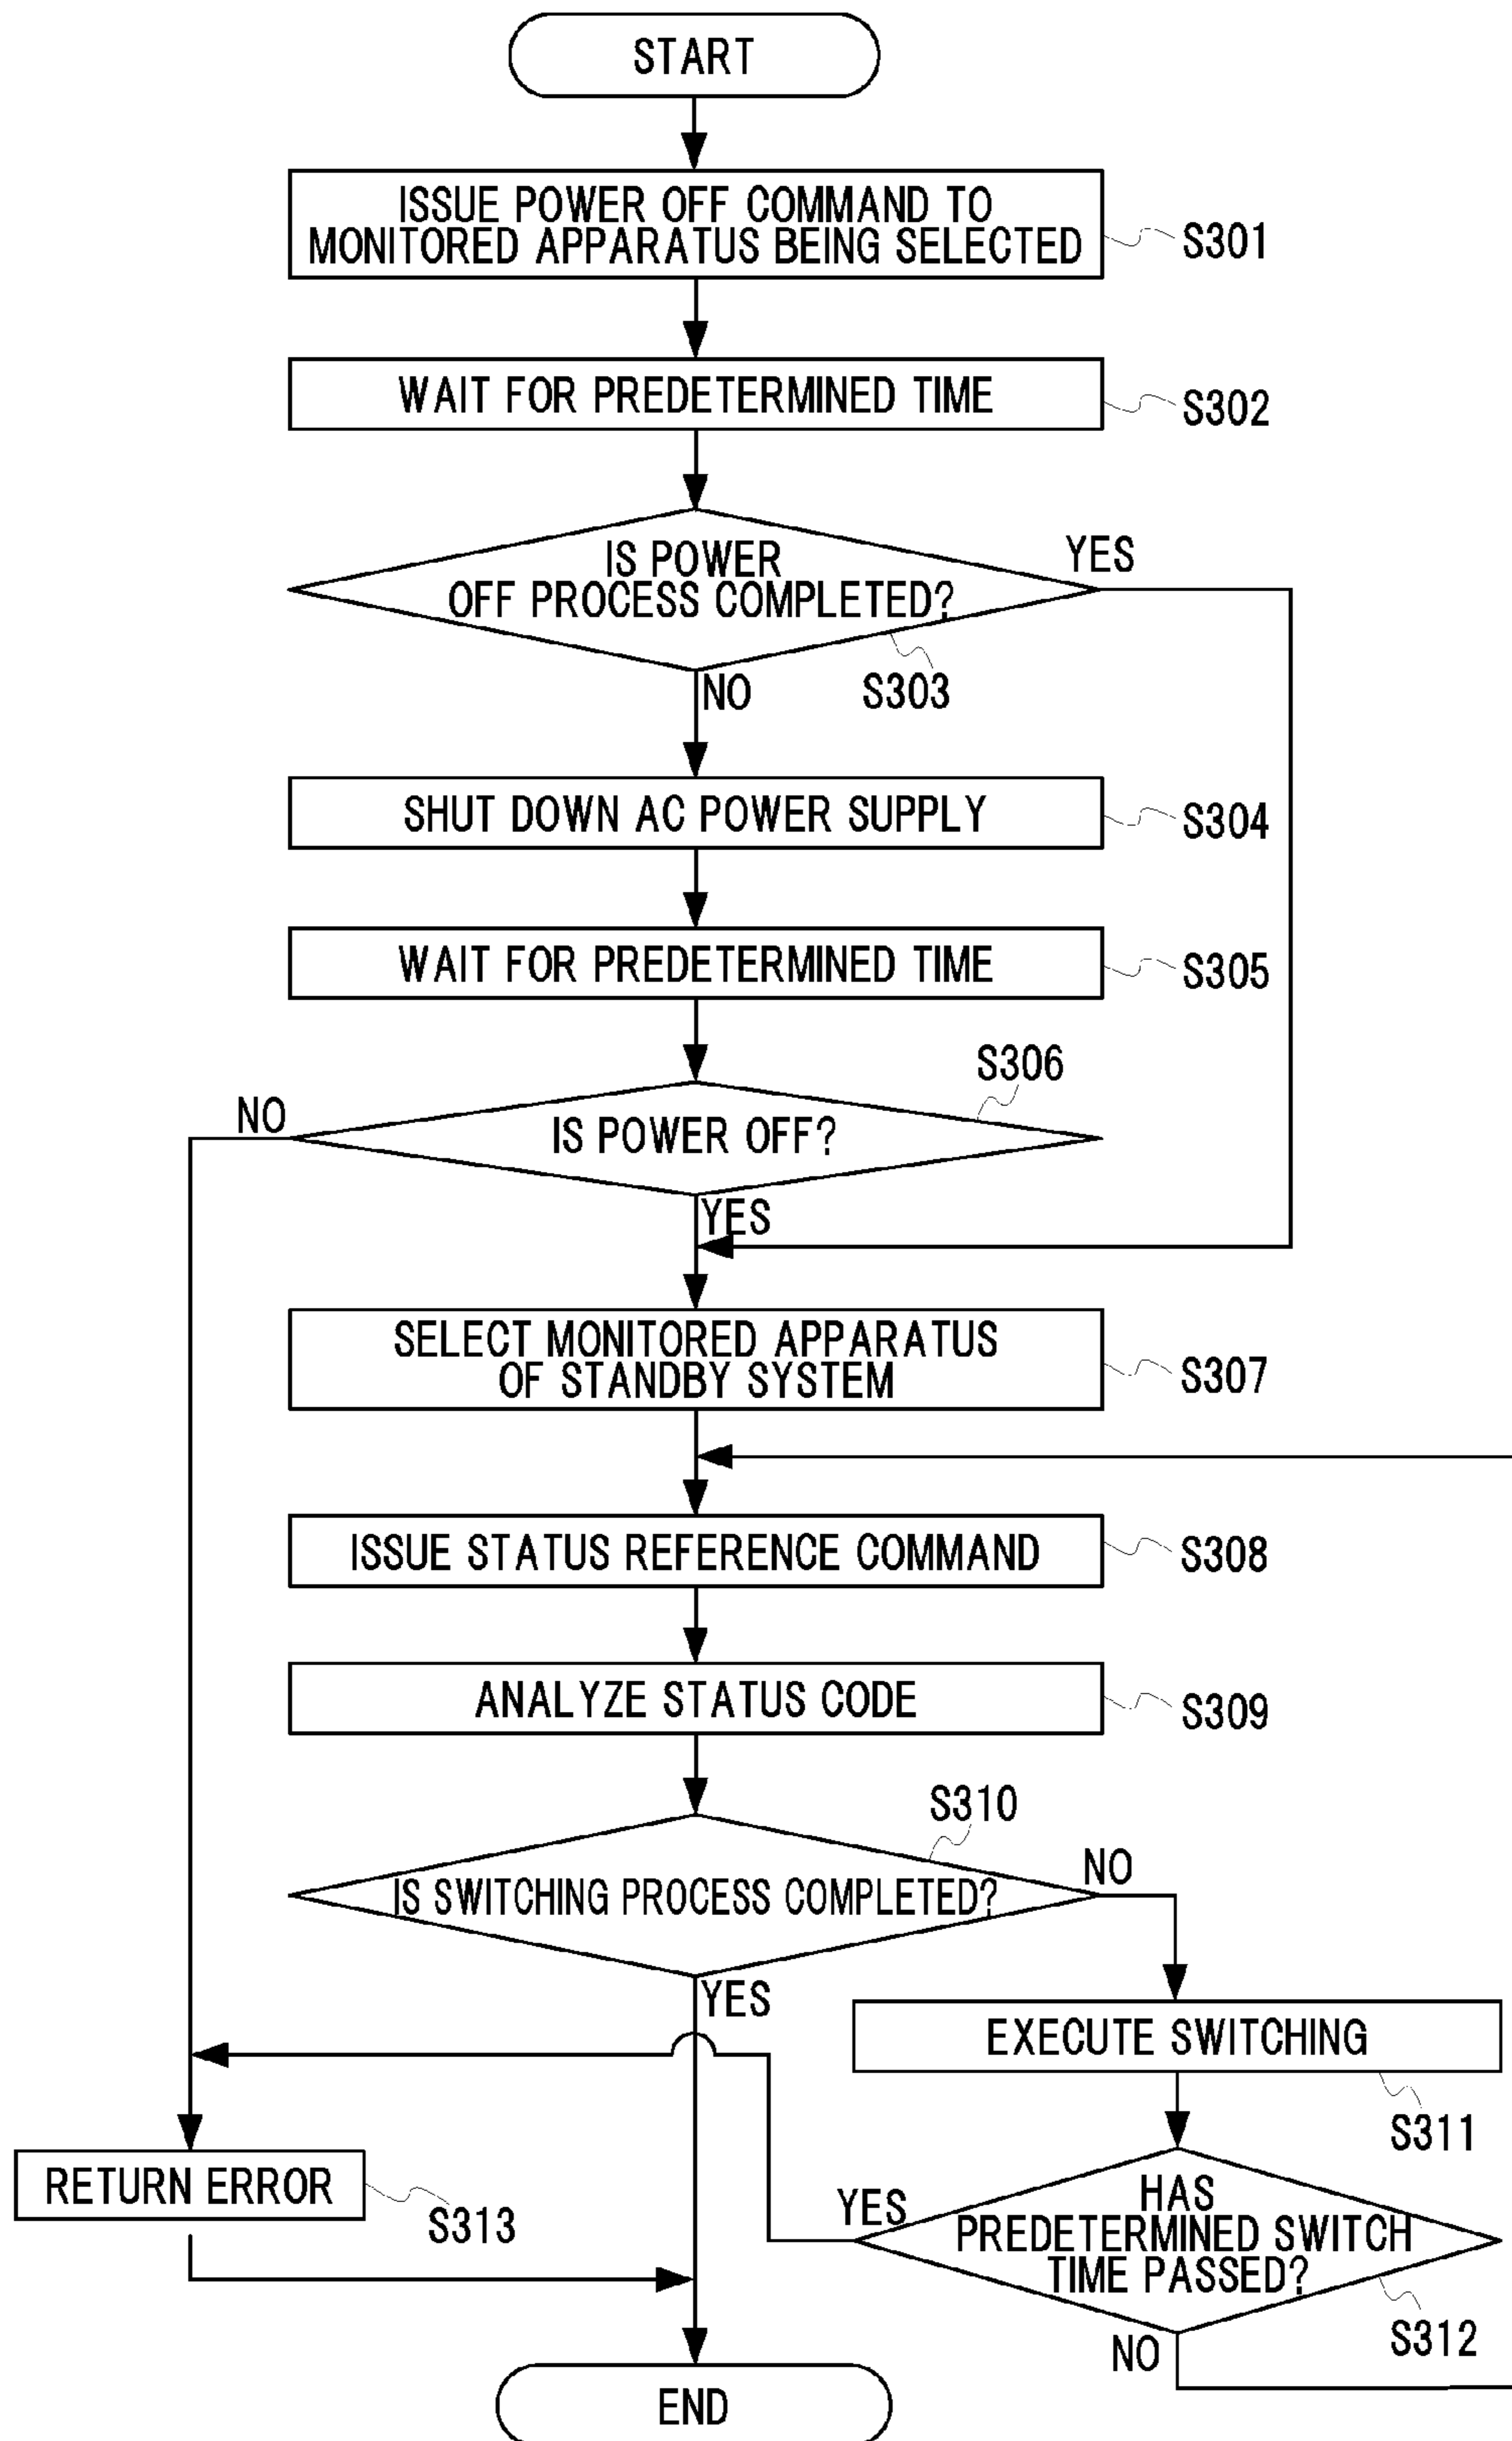 START
ISSUE POWER OFF COMMAND TO
MONITORED APPARATUS BEING SELECTED
S301
WAIT FOR PREDETERMINED TIME
S302
IS POWER
OFF PROCESS COMPLETED?
YES
S303
NO
SHUT DOWN AC POWER SUPPLY
S304
WAIT FOR PREDETERMINED TIME
S305
S306
NO
IS POWER OFF?
YES
SELECT MONITORED APPARATUS
OF STANDBY SYSTEM
S307
ISSUE STATUS REFERENCE COMMAND
S308
ANALYZE STATUS CODE
S309
S310
NO
IS SWITCHING PROCESS COMPLETED?
YES
EXECUTE SWITCHING
S311
RETURN ERROR
S313
YES
HAS
PREDETERMINED SWITCH
TIME PASSED?
S312
NO
END